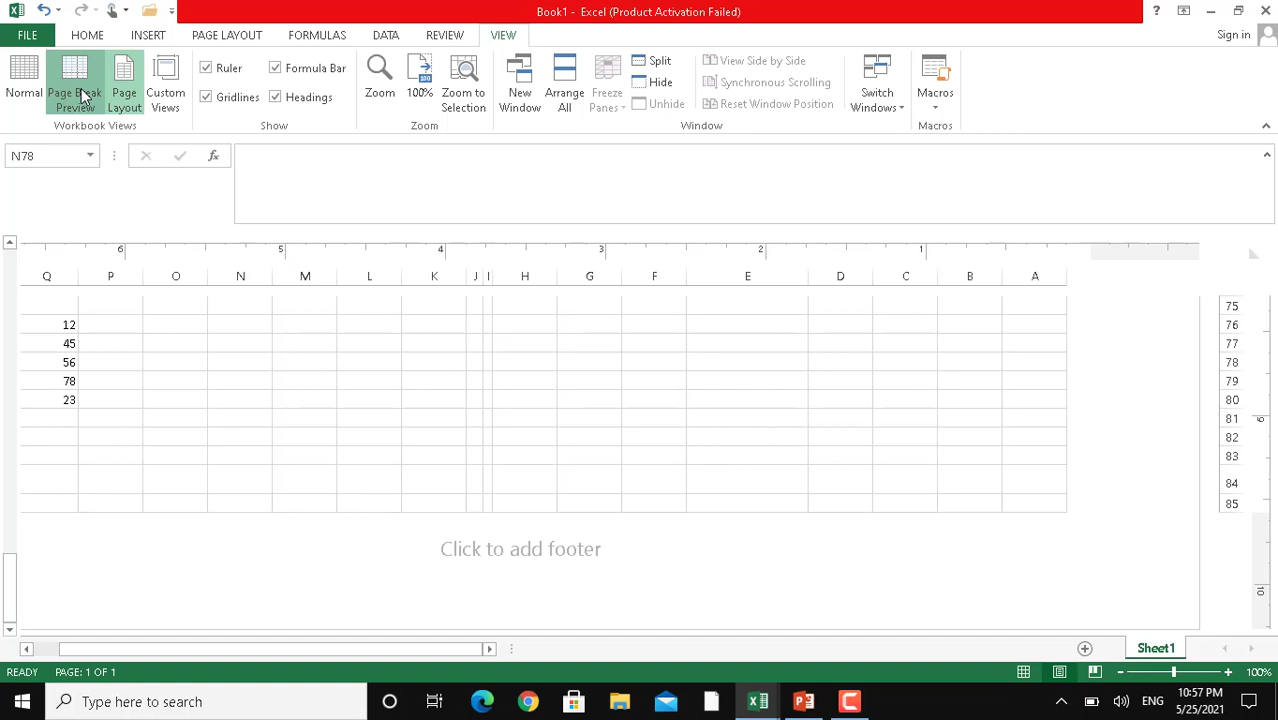 Book1 - Excel (Product Activation Failed)
?
FILE HOME INSERT PAGE LAYOUT FORMULAS DATA REVIEW VIEW Sign in
Normal
Page Break Preview
Page Layout
Custom Views
Workbook Views
Ruler Formula Bar
Gridlines Headings
Show
Zoom
100%
Zoom to Selection
Zoom
New Window
Arrange All
Freeze Panes
Split
Hide
Unhide
View Side by Side
Synchronous Scrolling
Reset Window Position
Window
Switch Windows
Macros
Macros
N78 fx
6 5 4 3 2 1
Q P O N M L K J I H G F E D C B A
75
12 76
45 77
56 78
78 79
23 80
81
82
83
84
85
9
10
Click to add footer
Sheet1
READY PAGE: 1 OF 1 100%
Type here to search
ENG
10:57 PM
5/25/2021